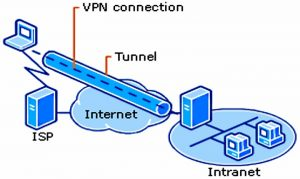 VPN connection
Tunnel
Internet
ISP
Intranet